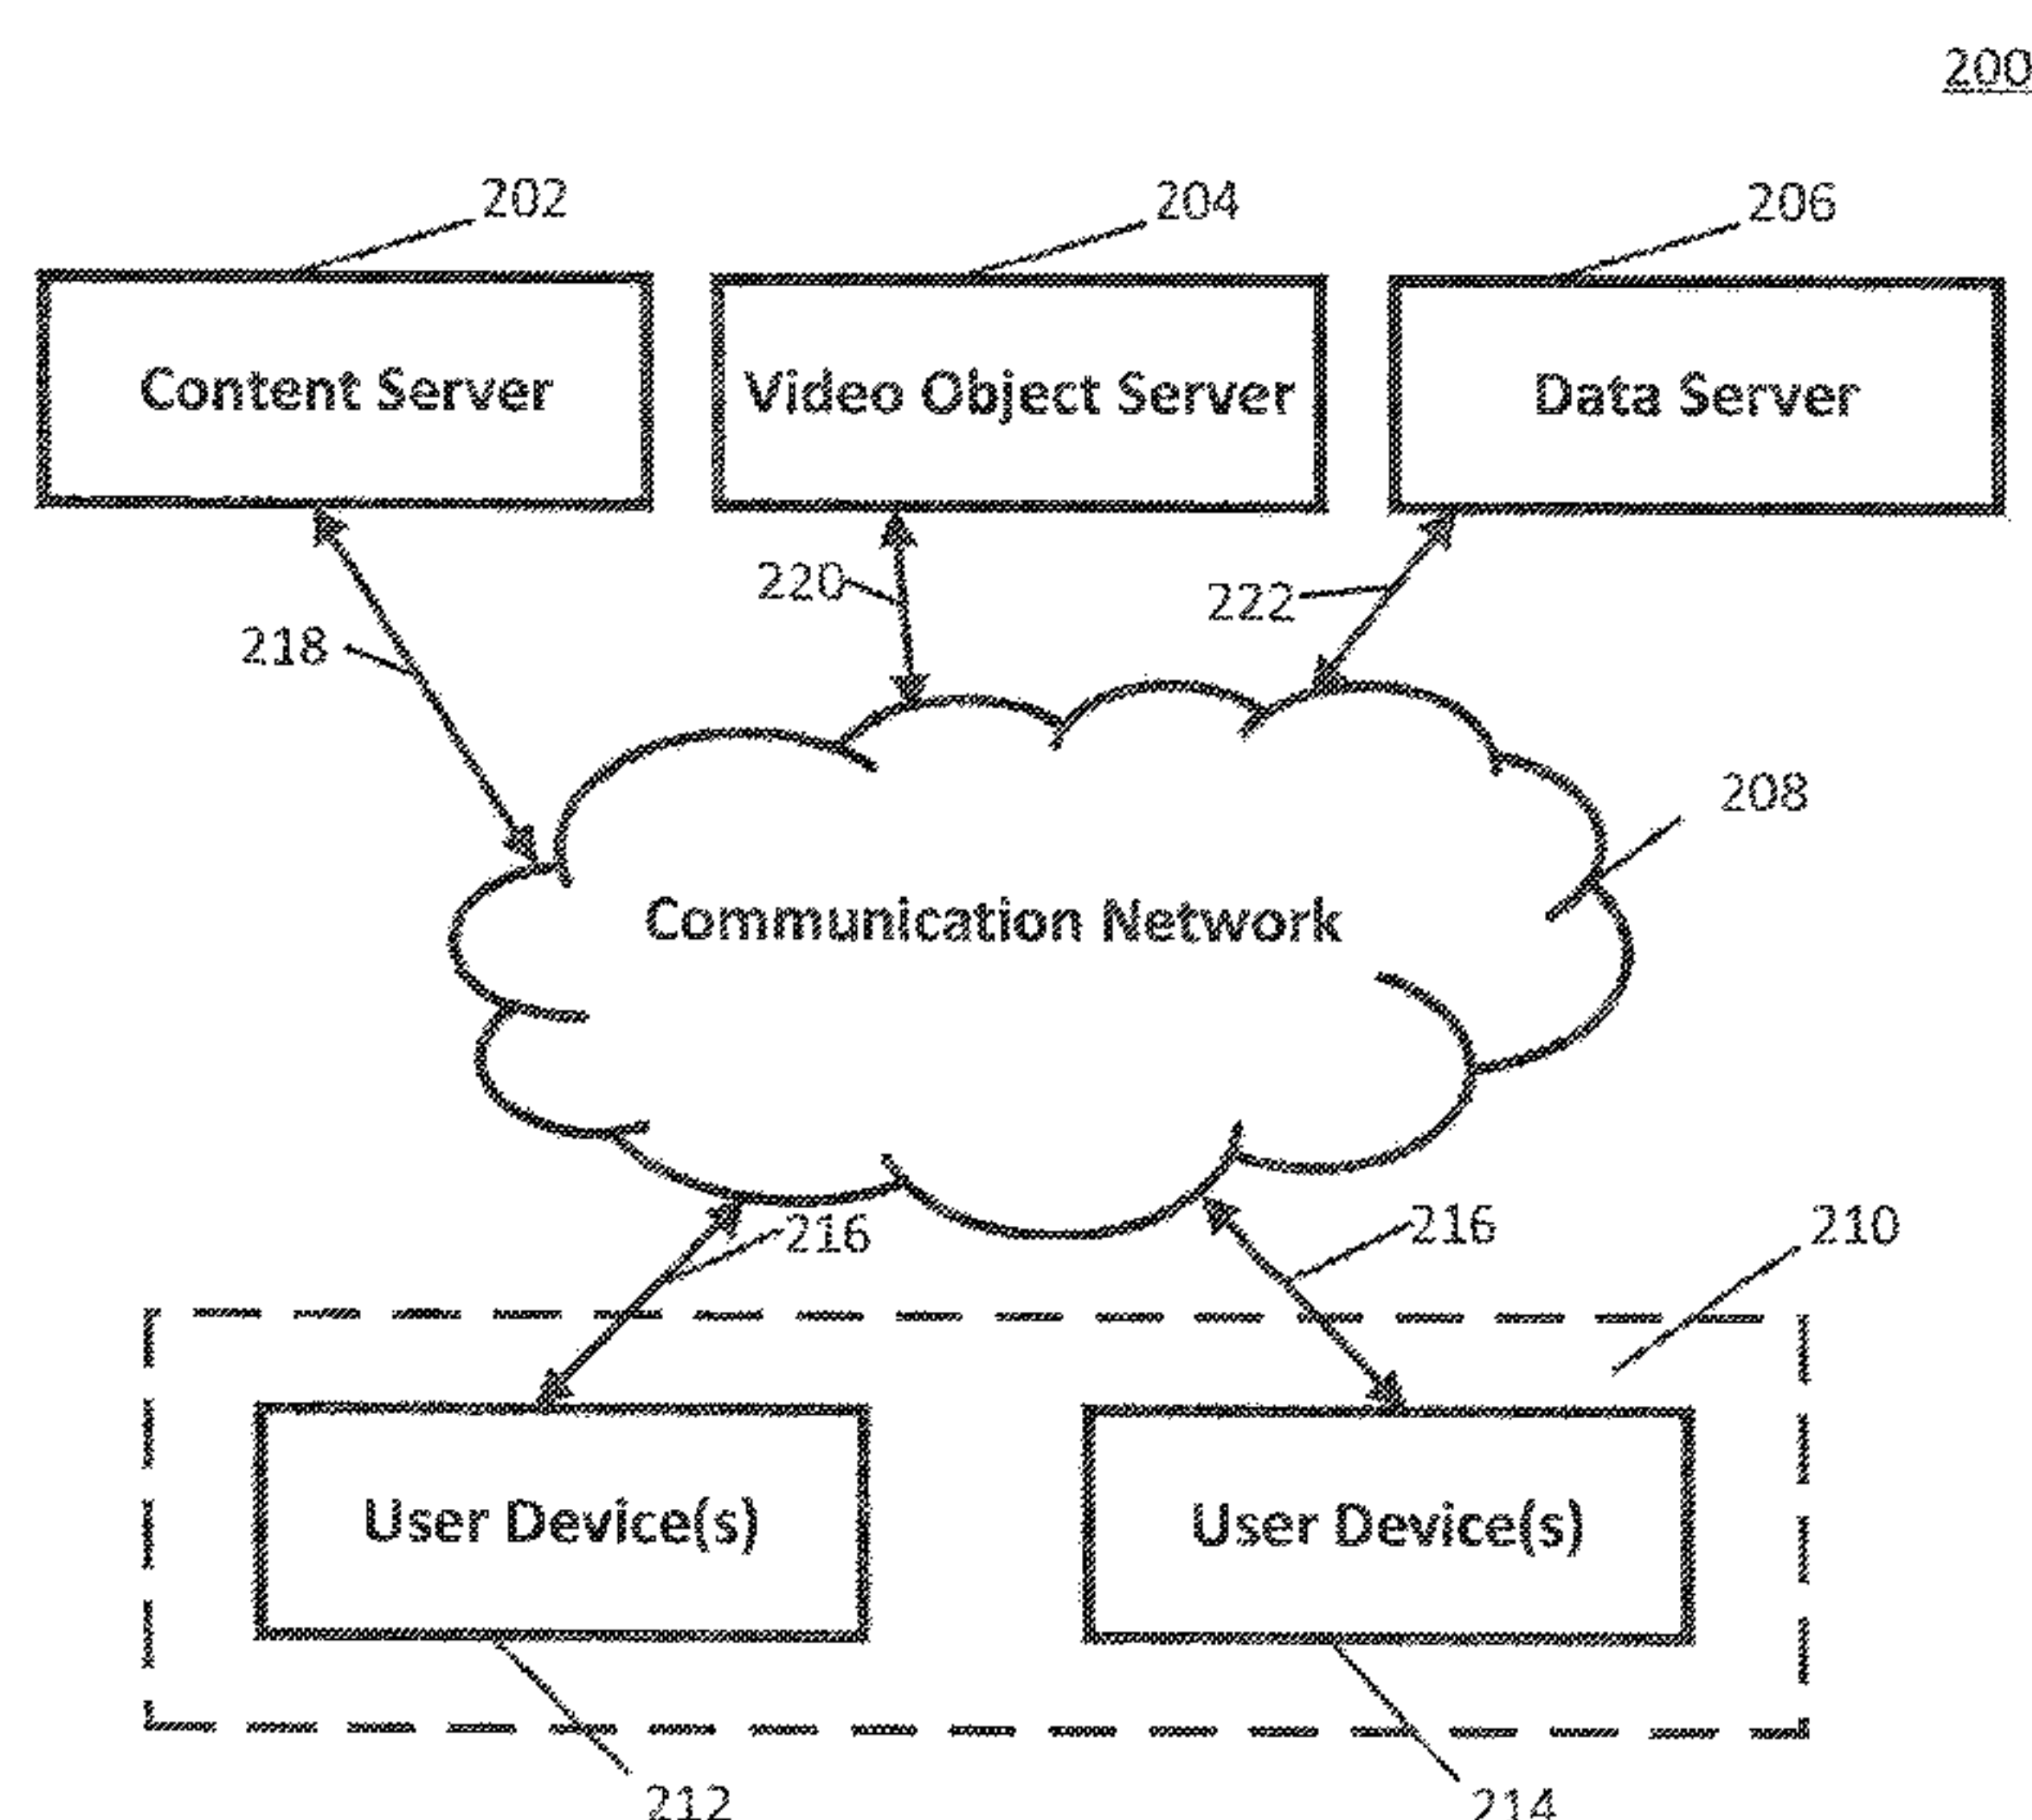 200
202
204
206
Content Server
Video Object Server
Data Server
220
222
218
208
Communication Network
216
216
210
User Device(s)
User Device(s)
212
214